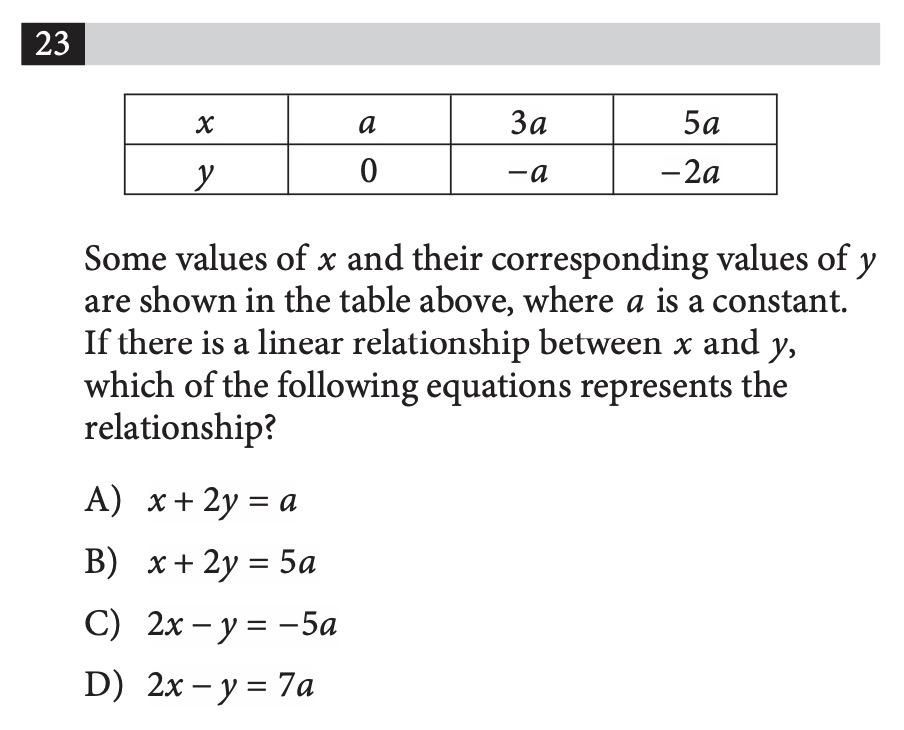 23
x a 3a 5a
y 0 −a −2a
Some values of x and their corresponding values of y
are shown in the table above, where a is a constant.
If there is a linear relationship between x and y,
which of the following equations represents the
relationship?
A) x + 2y = a
B) x + 2y = 5a
C) 2x − y = −5a
D) 2x − y = 7a